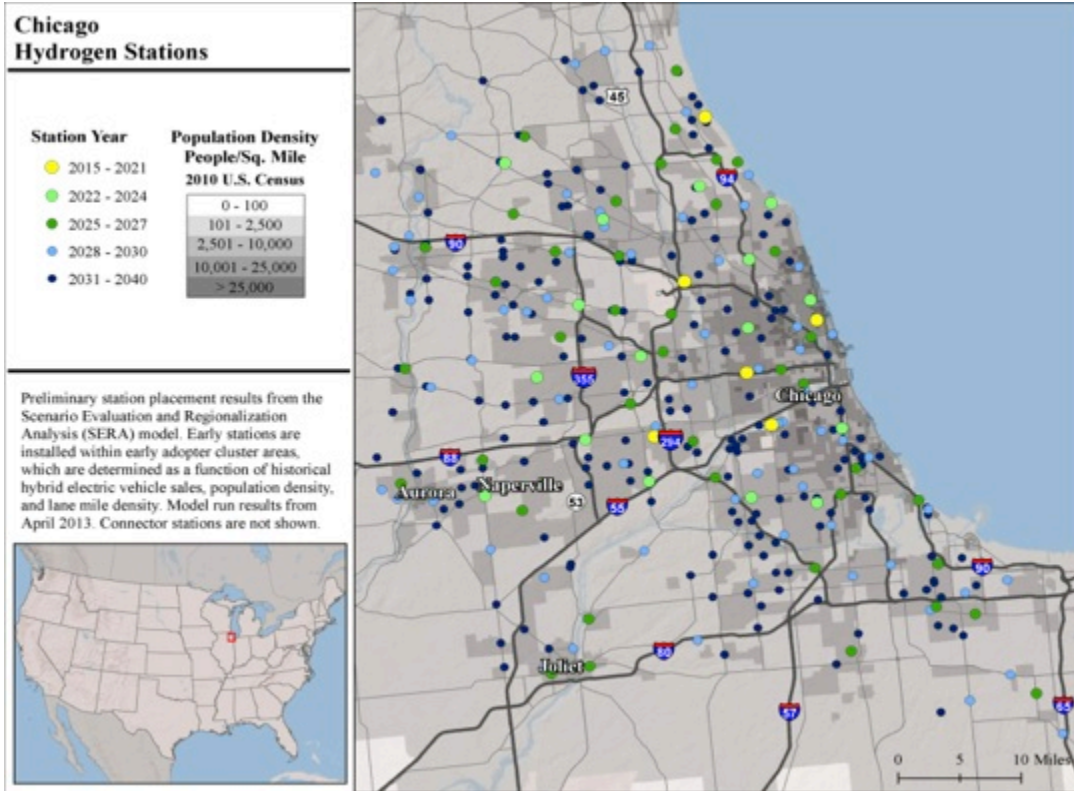 Chicago
Hydrogen Stations
Station Year
2015 - 2021
2022 - 2024
2025 - 2027
2028 - 2030
2031 - 2040
Population Density
People/Sq. Mile
2010 U.S. Census
0 - 100
101 - 2,500
2,501 - 10,000
10,001 - 25,000
> 25,000
Preliminary station placement results from the
Scenario Evaluation and Regionalization
Analysis (SERA) model. Early stations are
installed within early adopter cluster areas,
which are determined as a function of historical
hybrid electric vehicle sales, population density,
and lane mile density. Model run results from
April 2013. Connector stations are not shown.
45
94
90
355
Chicago
294
88
Aurora
Naperville
53
55
90
Joliet
80
57
65
0 5 10 Miles